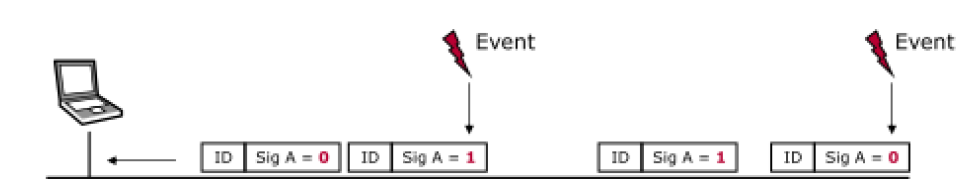 Event
Event
ID Sig A = 0 ID Sig A = 1 ID Sig A = 1 ID Sig A = 0